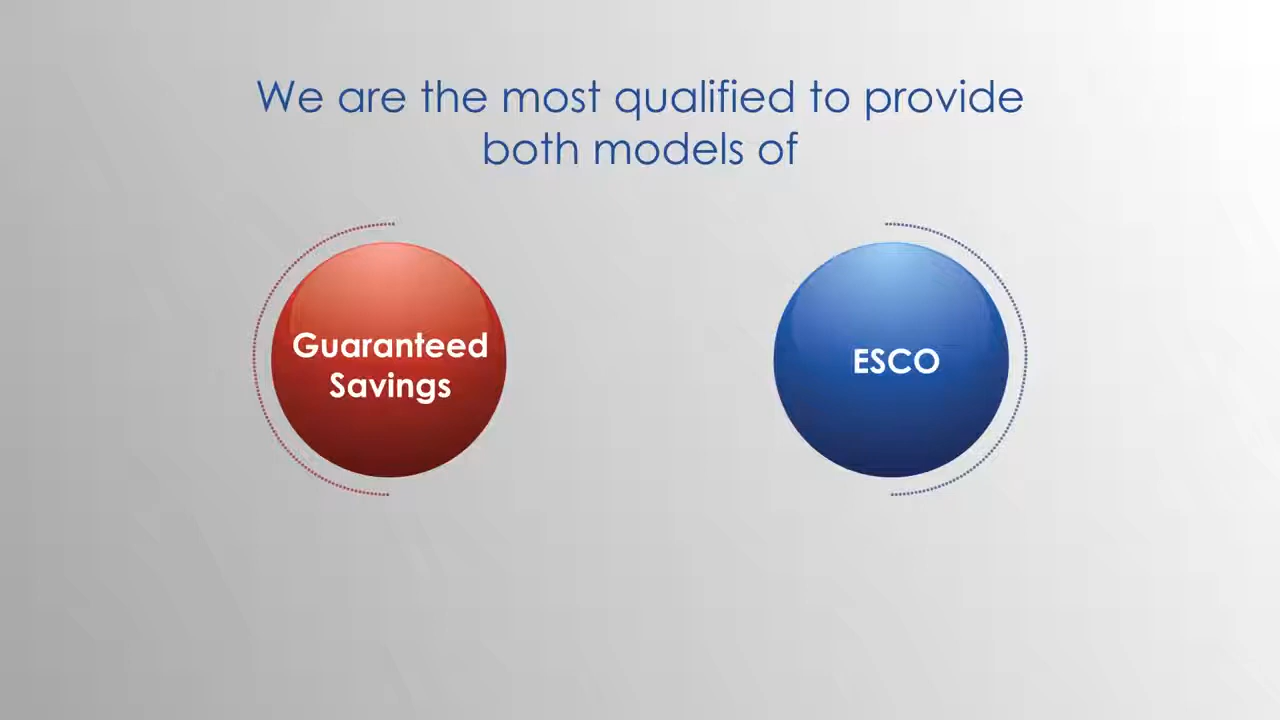 We are the most qualified to provide
both models of
Guaranteed
Savings
ESCO